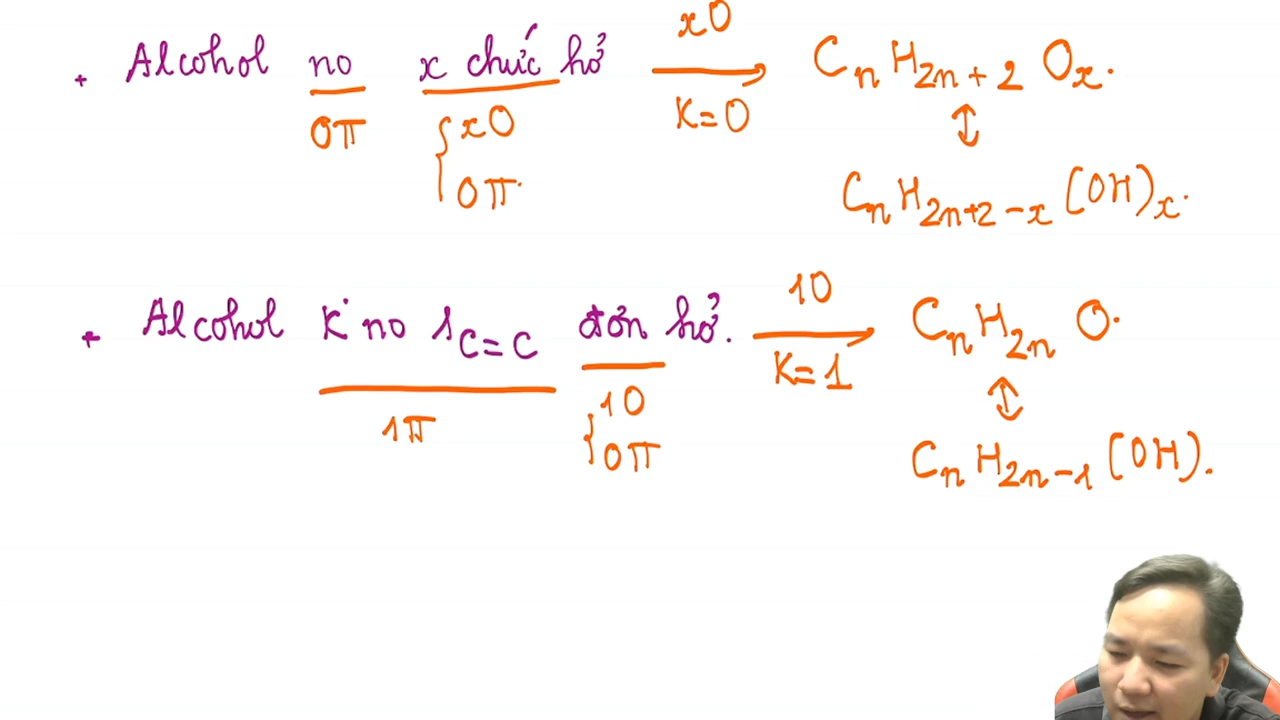 xO
+ Alcohol no x chức hở → CnH2n+2Ox.
0π { xO 0π. K=0 ↕
CnH2n+2-x(OH)x.
1O
+ Alcohol K no 1C=C đơn hở. → CnH2nO.
1π { 1O 0π K=1 ↕
CnH2n-1(OH).